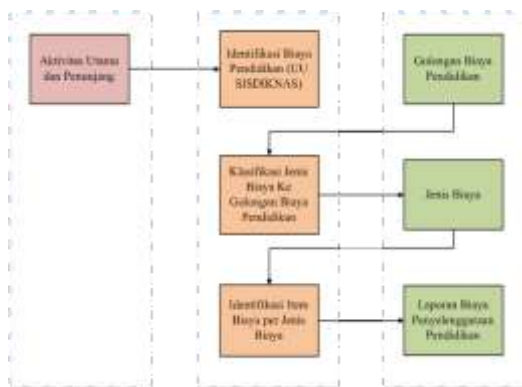 Aktivitas Utama
dan Penunjang
Identifikasi Biaya
Pendidikan (UU
SISDIKNAS)
Golongan Biaya
Pendidikan
Klasifikasi Jenis
Biaya Ke
Golongan Biaya
Pendidikan
Jenis Biaya
Identifikasi Item
Biaya per Jenis
Biaya
Laporan Biaya
Penyelenggaraan
Pendidikan